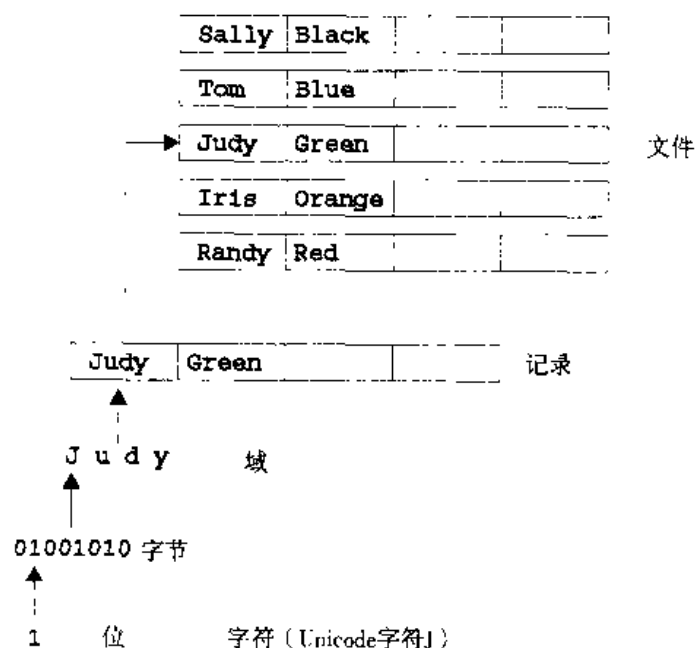 Sally Black
Tom Blue
Judy Green 文件
Iris Orange
Randy Red
Judy Green 记录
J u d y 域
01001010 字节
1 位 字符（Unicode字符J）